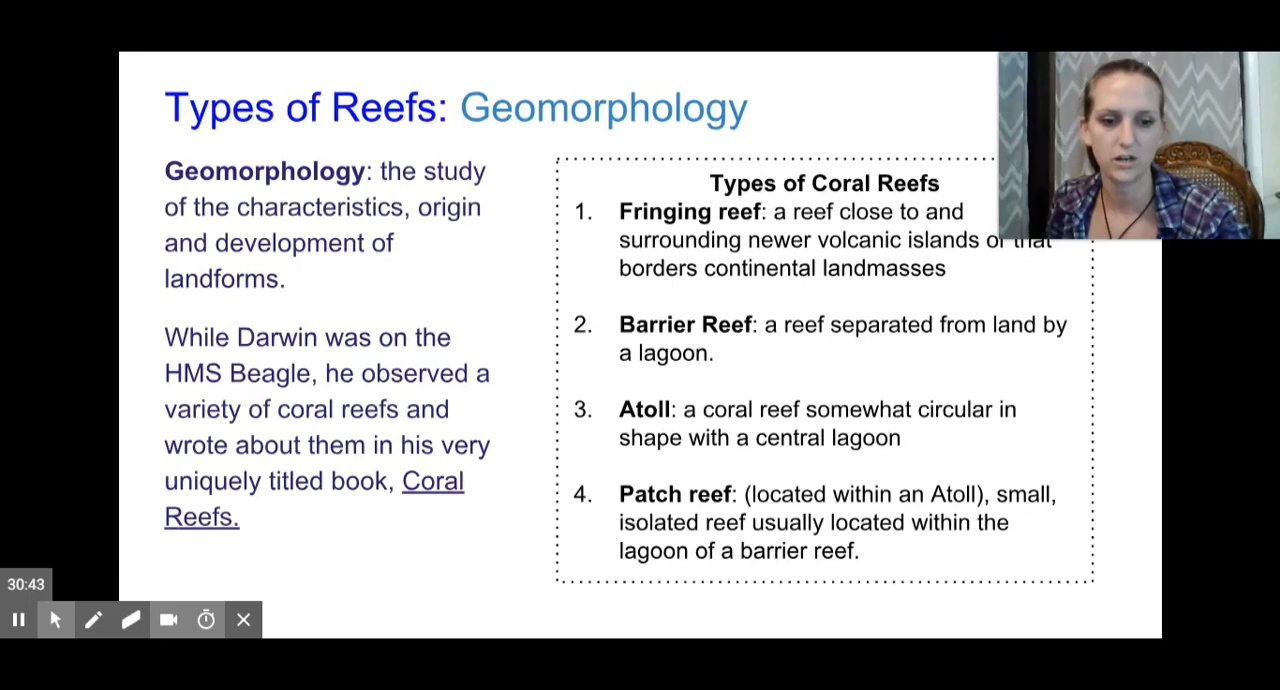 Types of Reefs: Geomorphology
Geomorphology: the study
of the characteristics, origin
and development of
landforms.
While Darwin was on the
HMS Beagle, he observed a
variety of coral reefs and
wrote about them in his very
uniquely titled book, Coral
Reefs.
Types of Coral Reefs
1. Fringing reef: a reef close to and
surrounding newer volcanic islands or that
borders continental landmasses
2. Barrier Reef: a reef separated from land by
a lagoon.
3. Atoll: a coral reef somewhat circular in
shape with a central lagoon
4. Patch reef: (located within an Atoll), small,
isolated reef usually located within the
lagoon of a barrier reef.
30:43